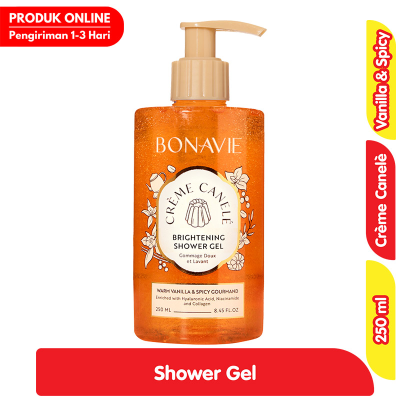 PRODUK ONLINE
Pengiriman 1-3 Hari
BONAVIE
CRÈME CANELÉ
BRIGHTENING
SHOWER GEL
Gommage Doux
et Lavant
WARM VANILLA & SPICY GOURMAND
Enriched with Hyaluronic Acid, Niacinamide
and Collagen
250 ML
8.45 FL.OZ
Vanilla & Spicy
Crème Canelè
250 ml
Shower Gel